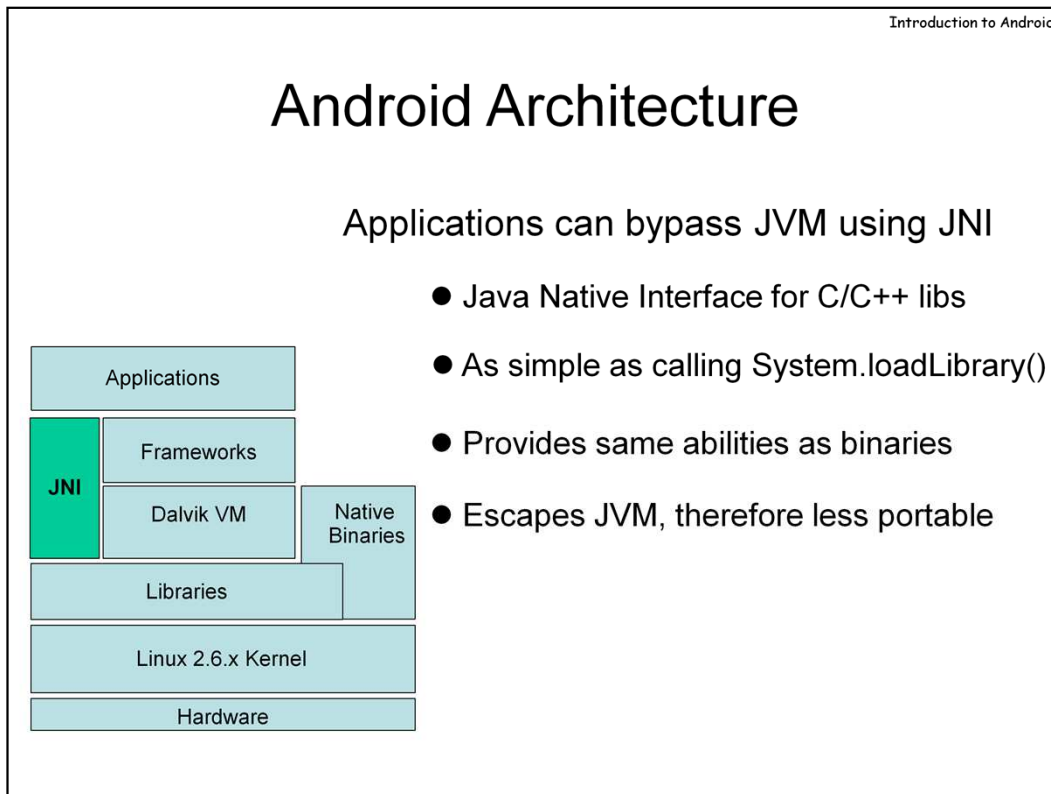 Introduction to Android
Android Architecture
Applications can bypass JVM using JNI
● Java Native Interface for C/C++ libs
● As simple as calling System.loadLibrary()
● Provides same abilities as binaries
● Escapes JVM, therefore less portable
Applications
JNI
Frameworks
Dalvik VM
Native
Binaries
Libraries
Linux 2.6.x Kernel
Hardware